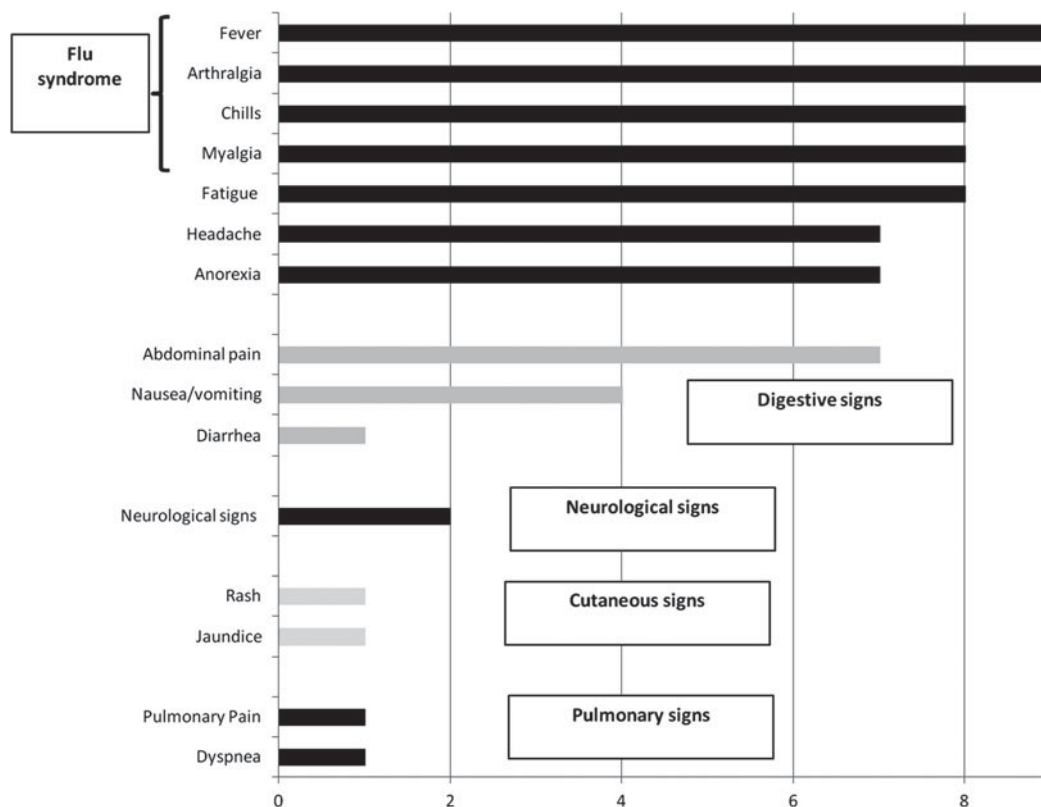 Flu
syndrome
Fever
Arthralgia
Chills
Myalgia
Fatigue
Headache
Anorexia
Abdominal pain
Nausea/vomiting
Diarrhea
Digestive signs
Neurological signs
Neurological signs
Rash
Jaundice
Cutaneous signs
Pulmonary Pain
Dyspnea
Pulmonary signs
0 2 4 6 8